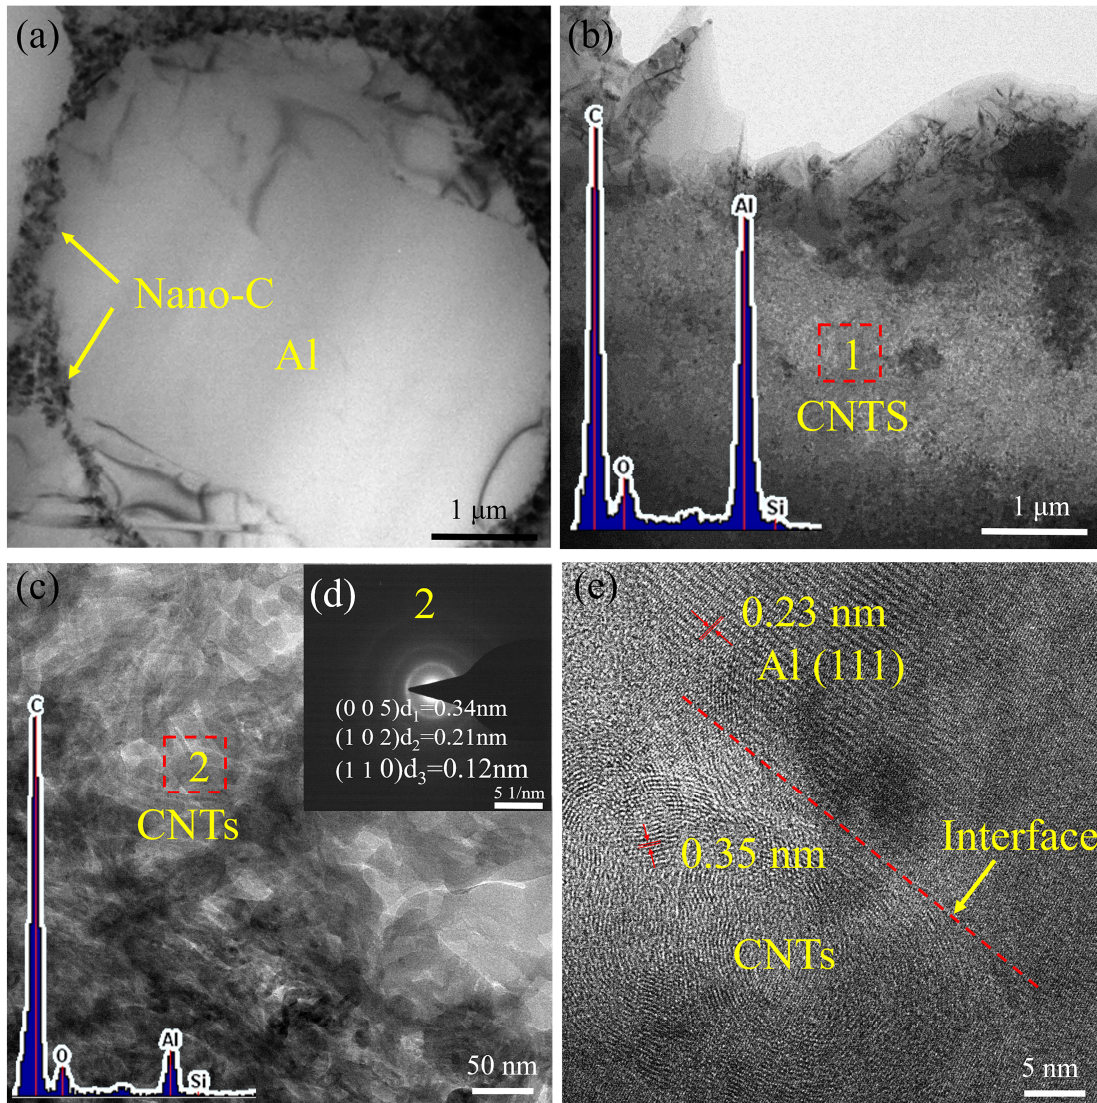 (a)
Nano-C
Al
1 μm
(b)
C
Al
O
Si
1
CNTS
1 μm
(c)
C
O
Al
Si
2
CNTs
50 nm
(d)
2
(0 0 5)d1=0.34nm
(1 0 2)d2=0.21nm
(1 1 0)d3=0.12nm
5 1/nm
(e)
0.23 nm
Al (111)
0.35 nm
Interface
CNTs
5 nm